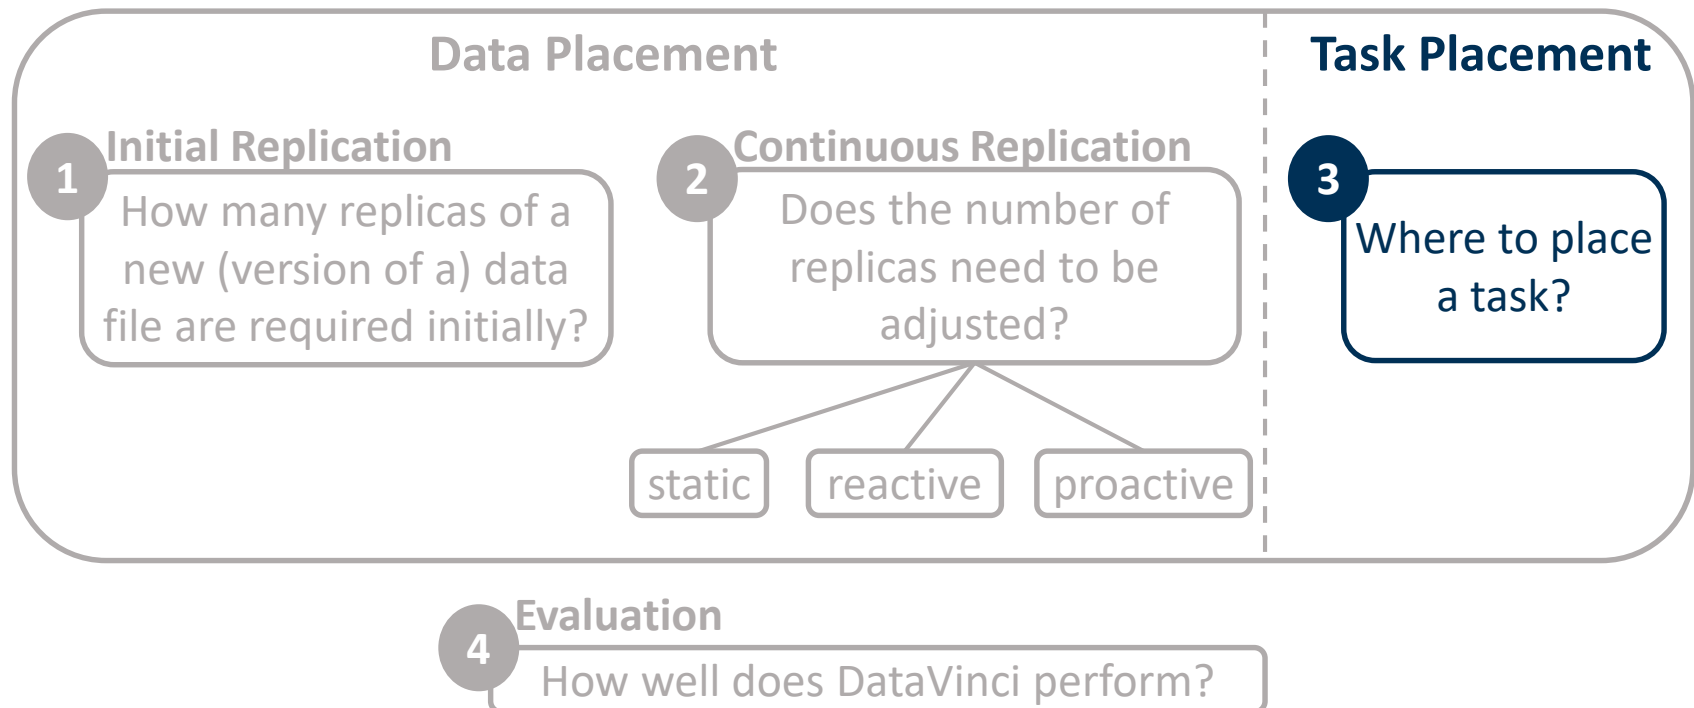 Data Placement
Task Placement
1
Initial Replication
How many replicas of a
new (version of a) data
file are required initially?
2
Continuous Replication
Does the number of
replicas need to be
adjusted?
static
reactive
proactive
3
Where to place
a task?
4
Evaluation
How well does DataVinci perform?